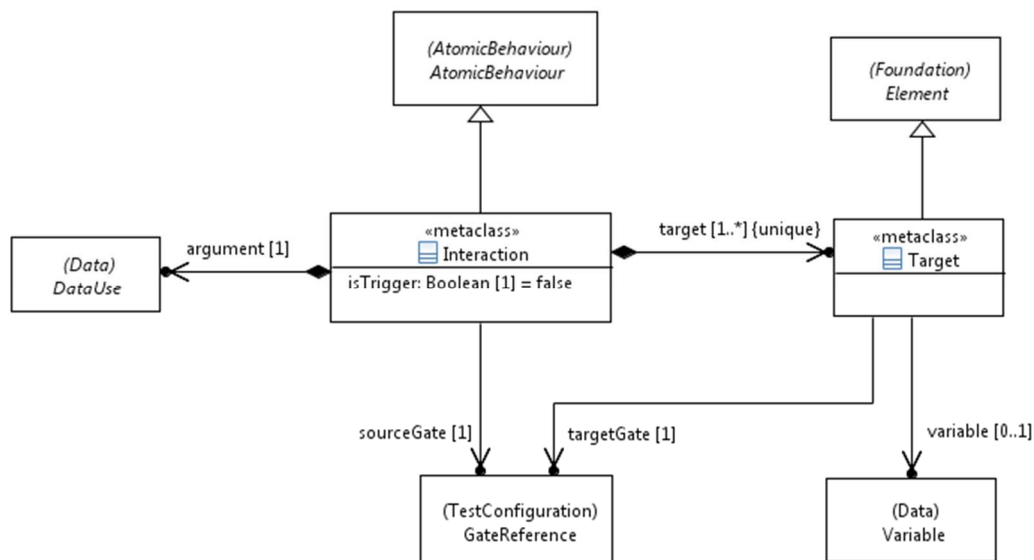 (AtomicBehaviour)
AtomicBehaviour
(Foundation)
Element
argument [1]
(Data)
DataUse
«metaclass»
Interaction
isTrigger: Boolean [1] = false
target [1..*] {unique}
«metaclass»
Target
sourceGate [1]
targetGate [1]
variable [0..1]
(TestConfiguration)
GateReference
(Data)
Variable